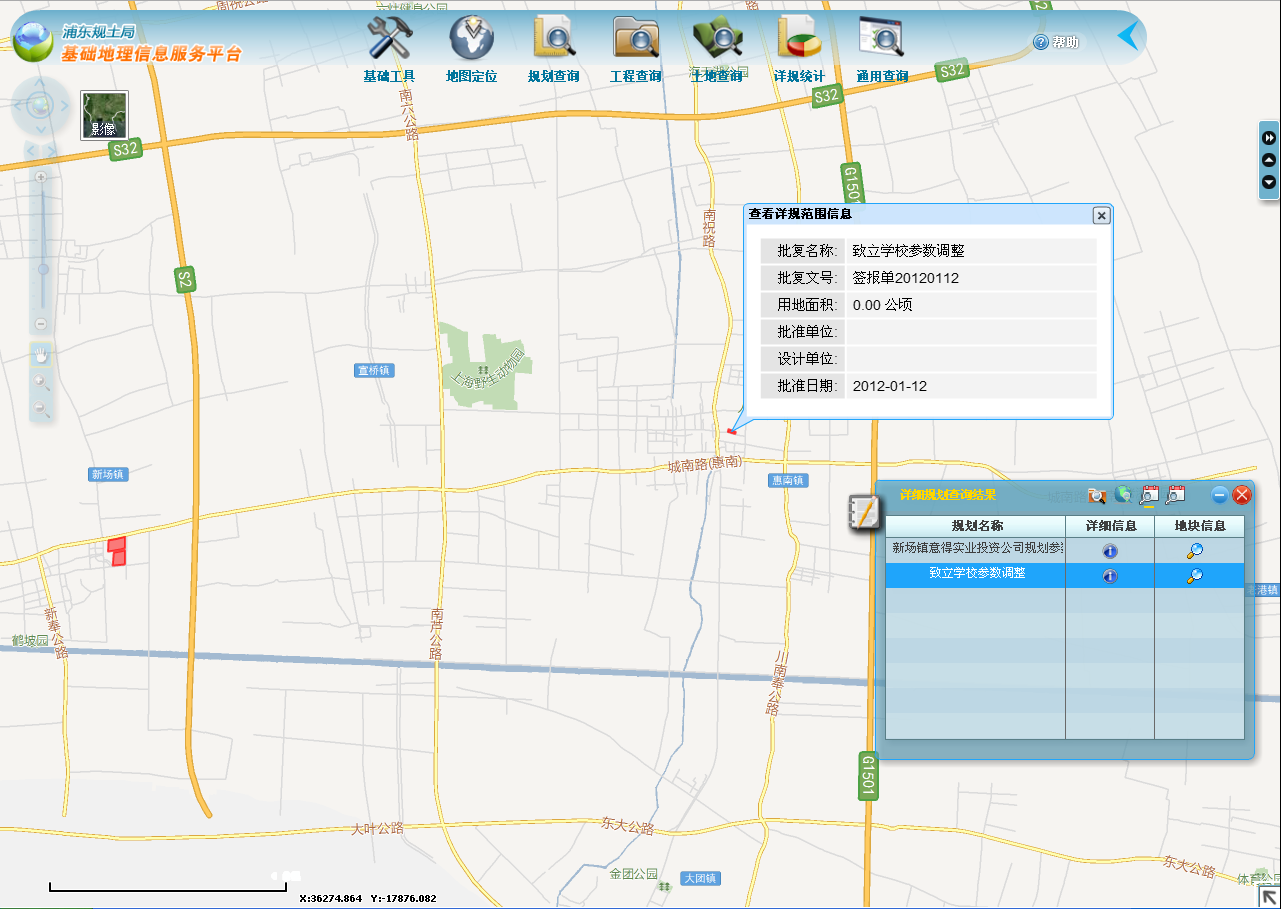 浦东规土局
基础地理信息服务平台
基础工具
地图定位
规划查询
工程查询
土地查询
详规统计
通用查询
帮助
影像
S32
S32
S32
S2
G1501
G1501
南六公路
南祝路
查看详规范围信息
批复名称: 致立学校参数调整
批复文号: 签报单20120112
用地面积: 0.00 公顷
批准单位:
设计单位:
批准日期: 2012-01-12
宣桥镇
上海野生动物园
新场镇
城南路(惠南)
惠南镇
详细规划查询结果
规划名称 详细信息 地块信息
新场镇意得实业投资公司规划参
致立学校参数调整
港镇
新奉公路
鹤坡园
南芦公路
川南奉公路
大叶公路
东大公路
东大公路
金团公园
大团镇
体育公园
X:36274.864 Y:-17876.082